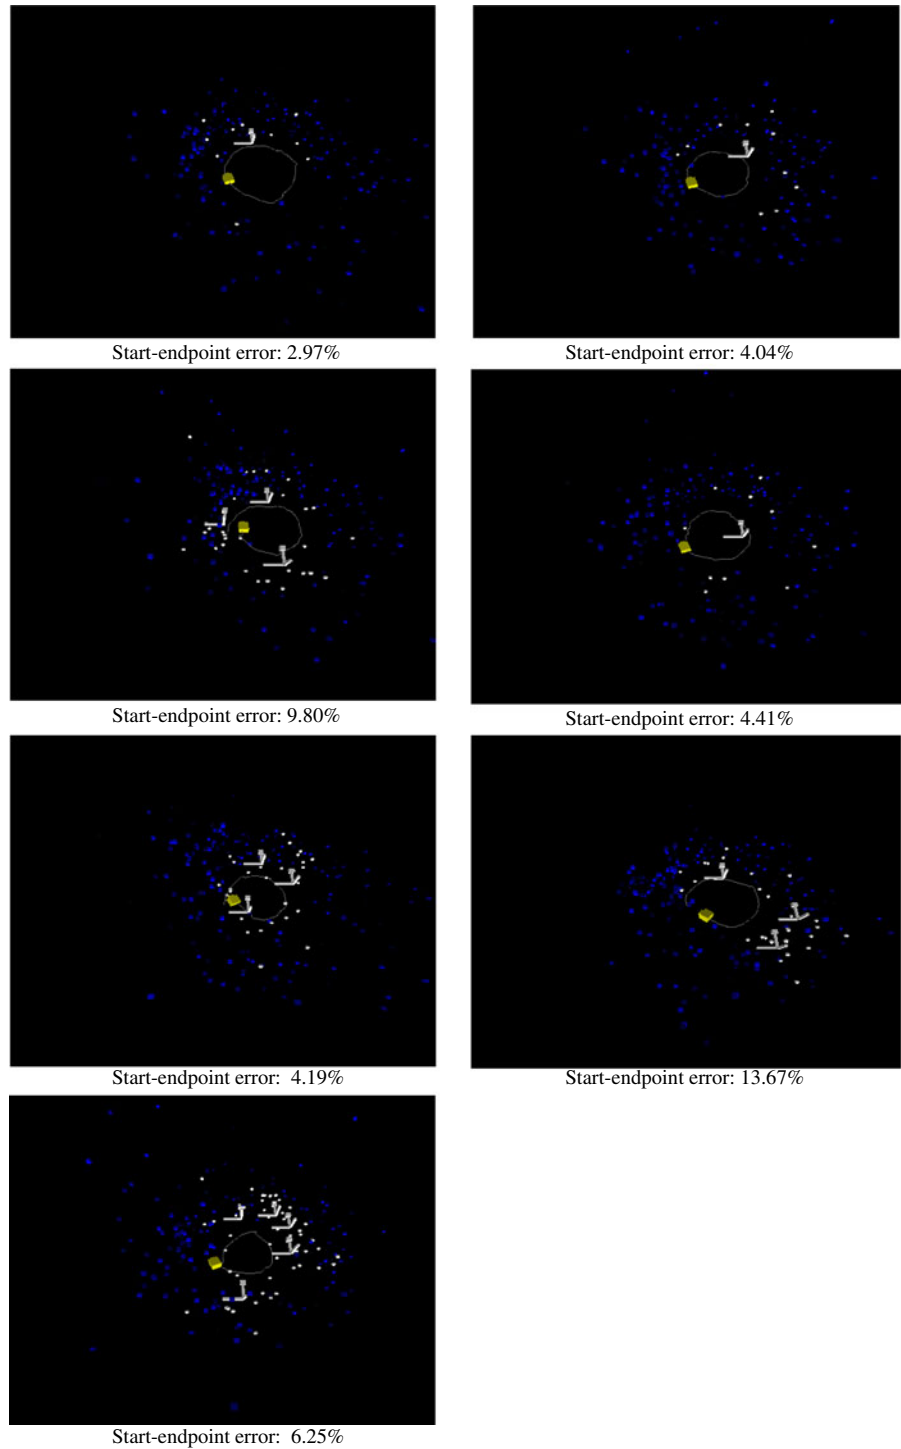 Start-endpoint error: 2.97%
Start-endpoint error: 4.04%
Start-endpoint error: 9.80%
Start-endpoint error: 4.41%
Start-endpoint error: 4.19%
Start-endpoint error: 13.67%
Start-endpoint error: 6.25%